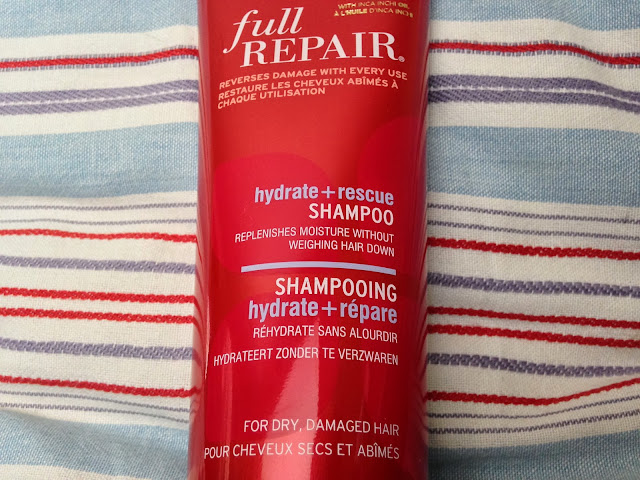 WITH INCA INCHI OIL
À L'HUILE D'INCA INCHI
full
REPAIR®
REVERSES DAMAGE WITH EVERY USE
RESTAURE LES CHEVEUX ABÎMÉS À
CHAQUE UTILISATION
hydrate+rescue
SHAMPOO
REPLENISHES MOISTURE WITHOUT
WEIGHING HAIR DOWN
SHAMPOOING
hydrate+répare
RÉHYDRATE SANS ALOURDIR
HYDRATEERT ZONDER TE VERZWAREN
FOR DRY, DAMAGED HAIR
POUR CHEVEUX SECS ET ABÎMÉS